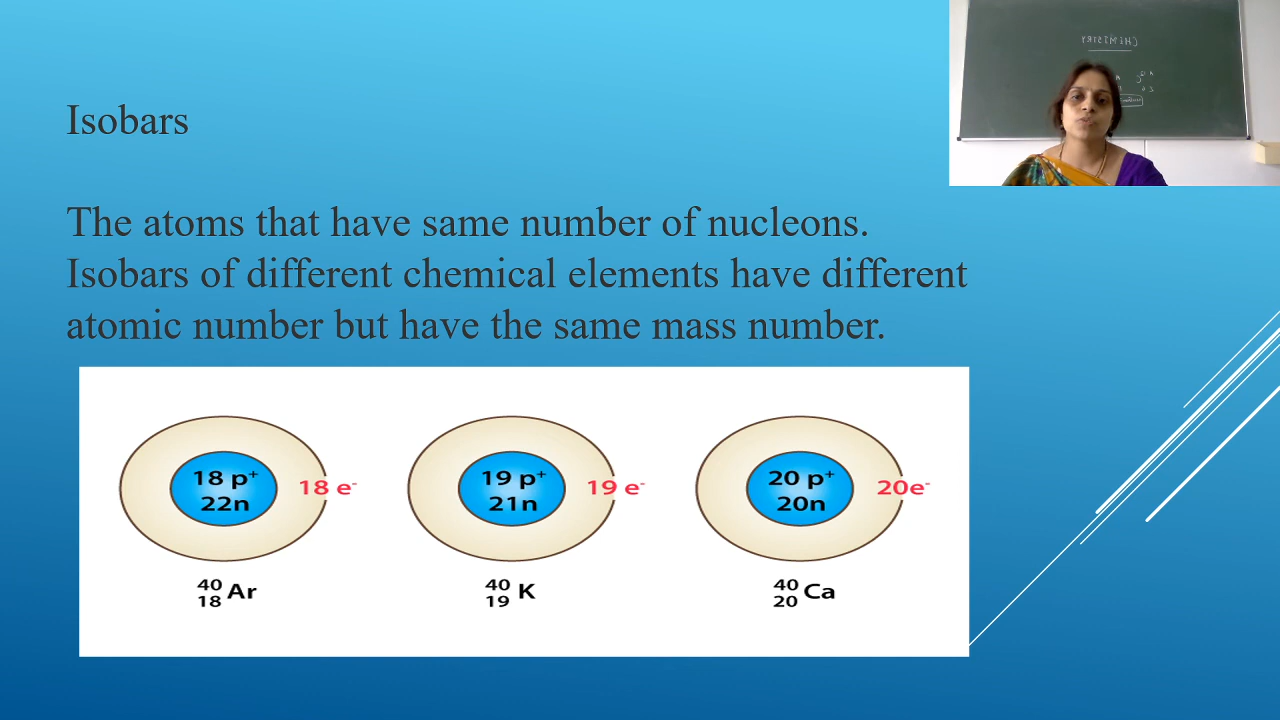 Isobars
The atoms that have same number of nucleons.
Isobars of different chemical elements have different
atomic number but have the same mass number.
18 p⁺
22n
18 e⁻
19 p⁺
21n
19 e⁻
20 p⁺
20n
20e⁻
40
18 Ar
40
19 K
40
20 Ca
CHEMISTRY